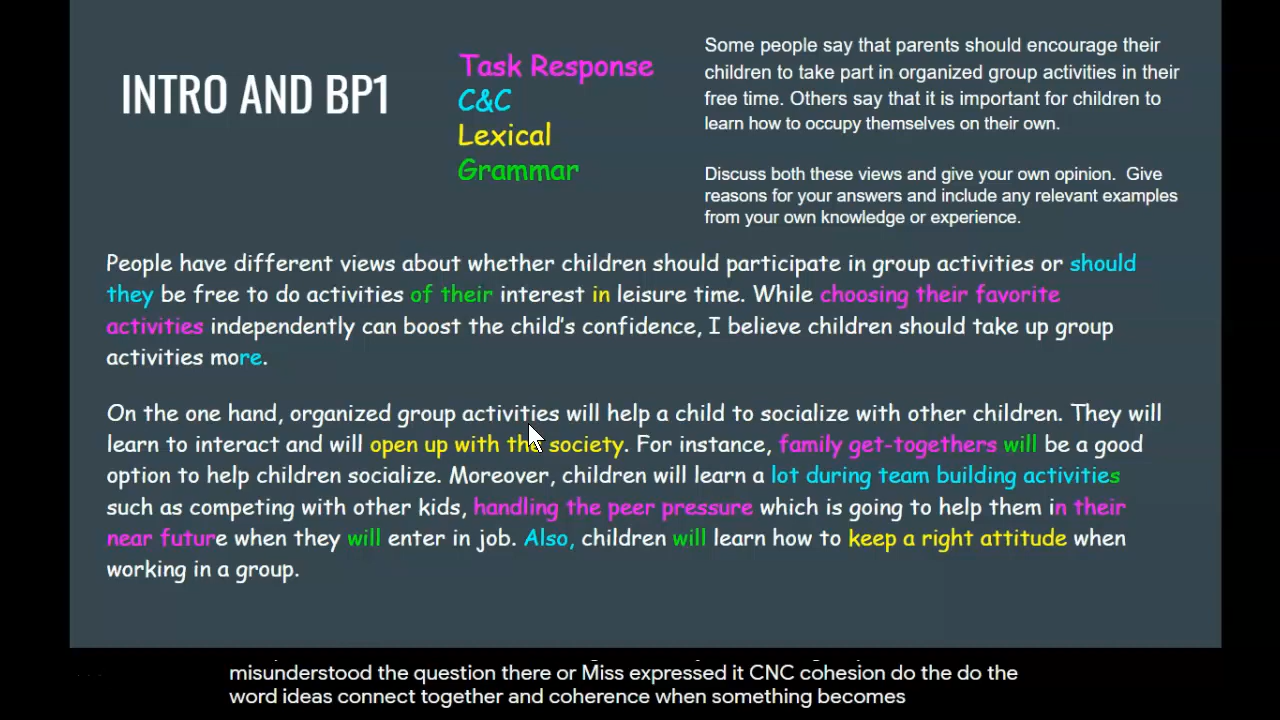 INTRO AND BP1
Task Response
C&C
Lexical
Grammar
Some people say that parents should encourage their
children to take part in organized group activities in their
free time. Others say that it is important for children to
learn how to occupy themselves on their own.
Discuss both these views and give your own opinion. Give
reasons for your answers and include any relevant examples
from your own knowledge or experience.
People have different views about whether children should participate in group activities or should
they be free to do activities of their interest in leisure time. While choosing their favorite
activities independently can boost the child's confidence, I believe children should take up group
activities more.
On the one hand, organized group activities will help a child to socialize with other children. They will
learn to interact and will open up with the society. For instance, family get-togethers will be a good
option to help children socialize. Moreover, children will learn a lot during team building activities
such as competing with other kids, handling the peer pressure which is going to help them in their
near future when they will enter in job. Also, children will learn how to keep a right attitude when
working in a group.
misunderstood the question there or Miss expressed it CNC cohesion do the do the
word ideas connect together and coherence when something becomes